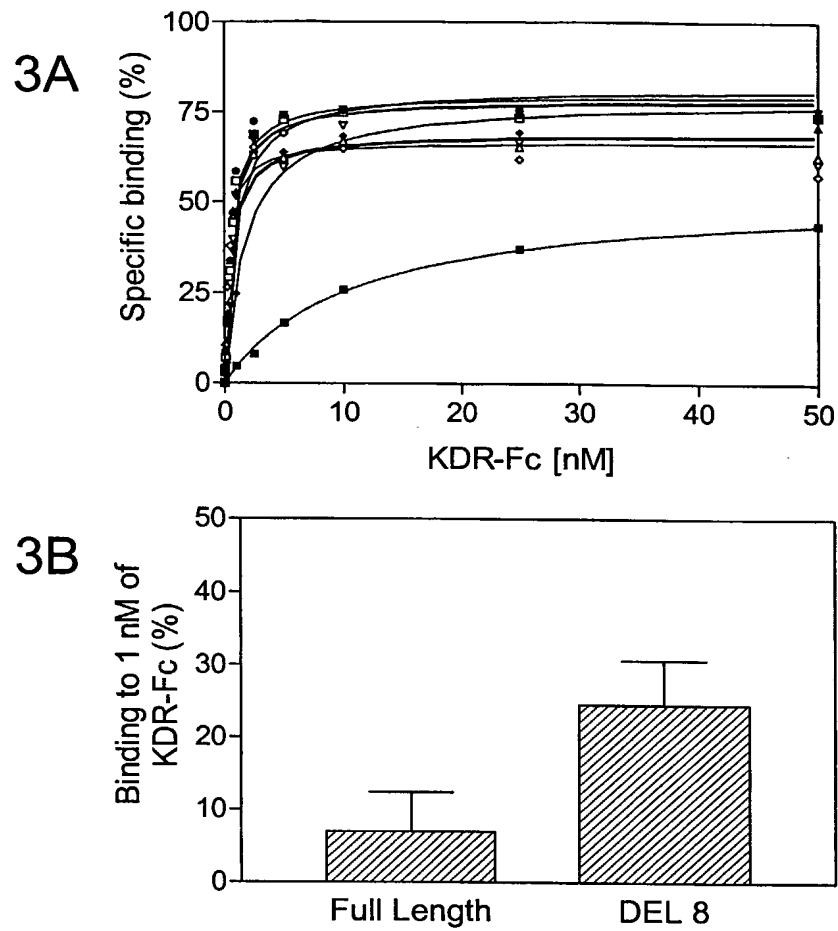 3A
Specific binding (%)
100
75
50
25
0
0 10 20 30 40 50
KDR-Fc [nM]
3B
Binding to 1 nM of
KDR-Fc (%)
50
40
30
20
10
0
Full Length DEL 8